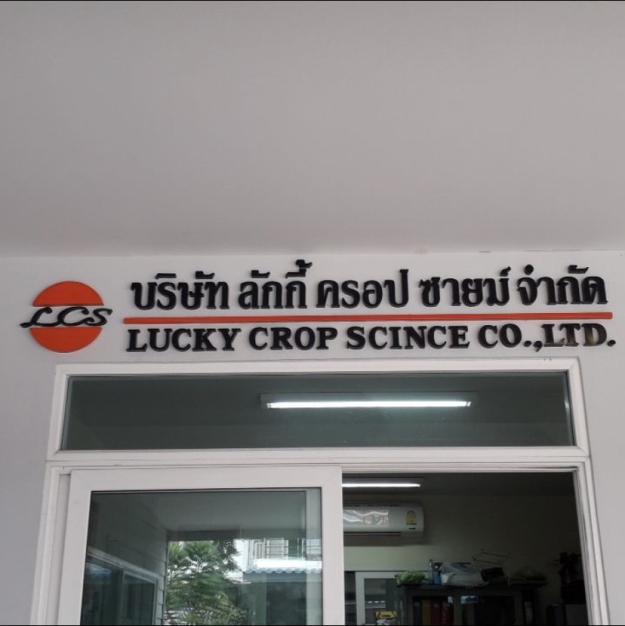 LCS
บริษัท ลักกี้ ครอป ซายม์ จำกัด
LUCKY CROP SCINCE CO.,LTD.